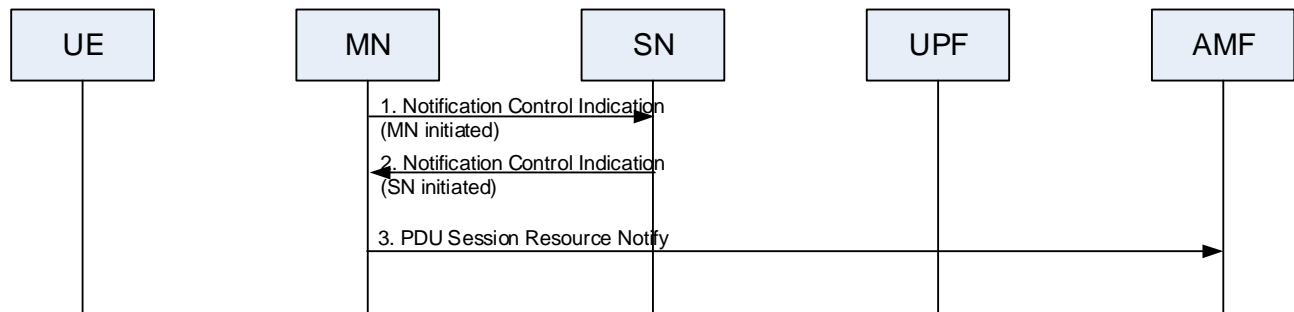 UE
MN
SN
UPF
AMF
1. Notification Control Indication
(MN initiated)
2. Notification Control Indication
(SN initiated)
3. PDU Session Resource Notify